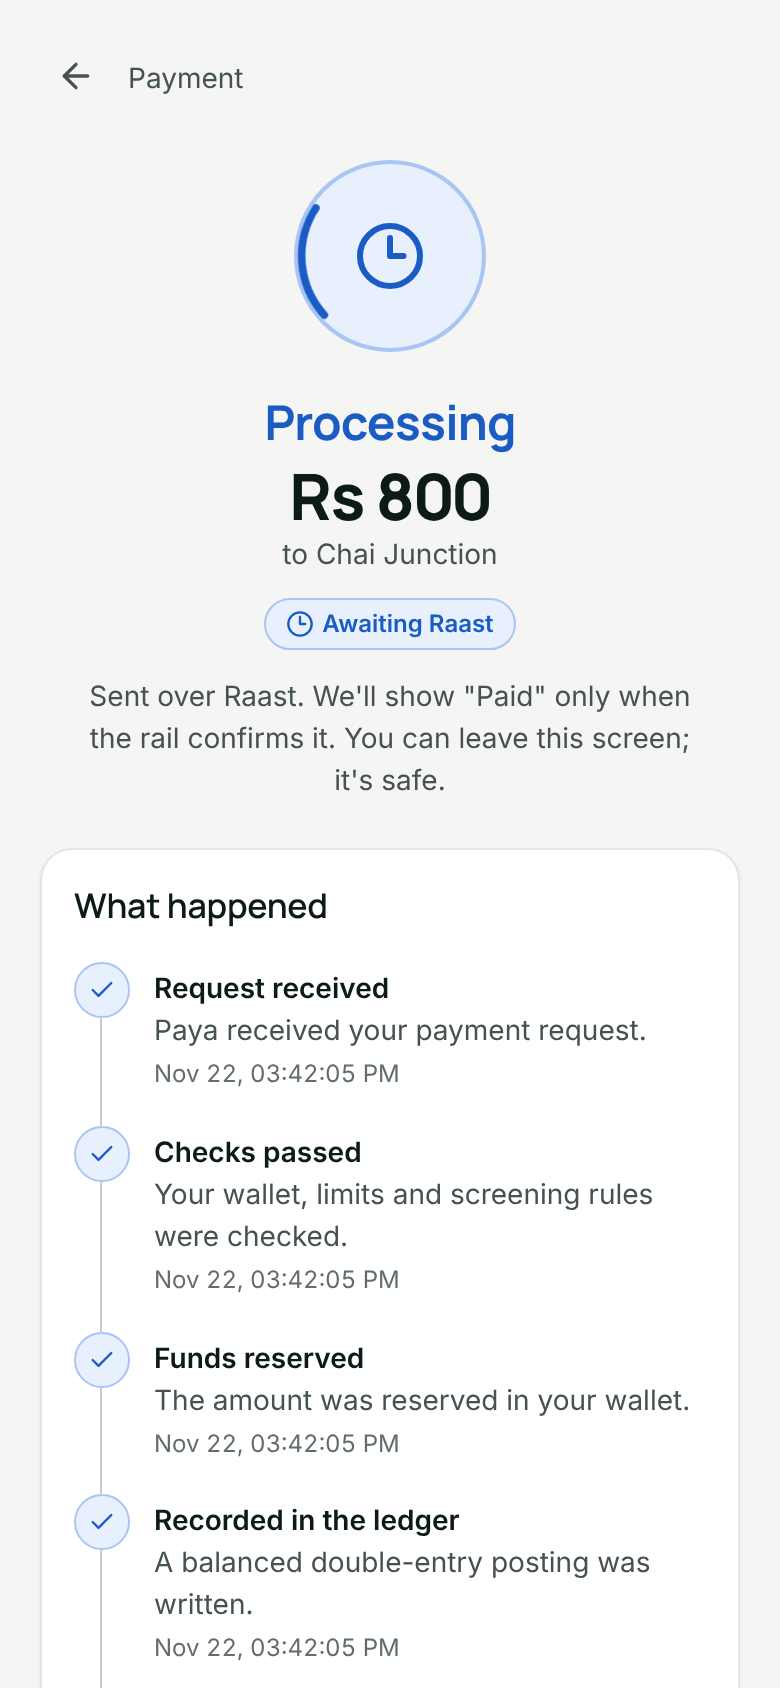 Payment
Processing
Rs 800
to Chai Junction
Awaiting Raast
Sent over Raast. We'll show "Paid" only when
the rail confirms it. You can leave this screen;
it's safe.
What happened
Request received
Paya received your payment request.
Nov 22, 03:42:05 PM
Checks passed
Your wallet, limits and screening rules
were checked.
Nov 22, 03:42:05 PM
Funds reserved
The amount was reserved in your wallet.
Nov 22, 03:42:05 PM
Recorded in the ledger
A balanced double-entry posting was
written.
Nov 22, 03:42:05 PM